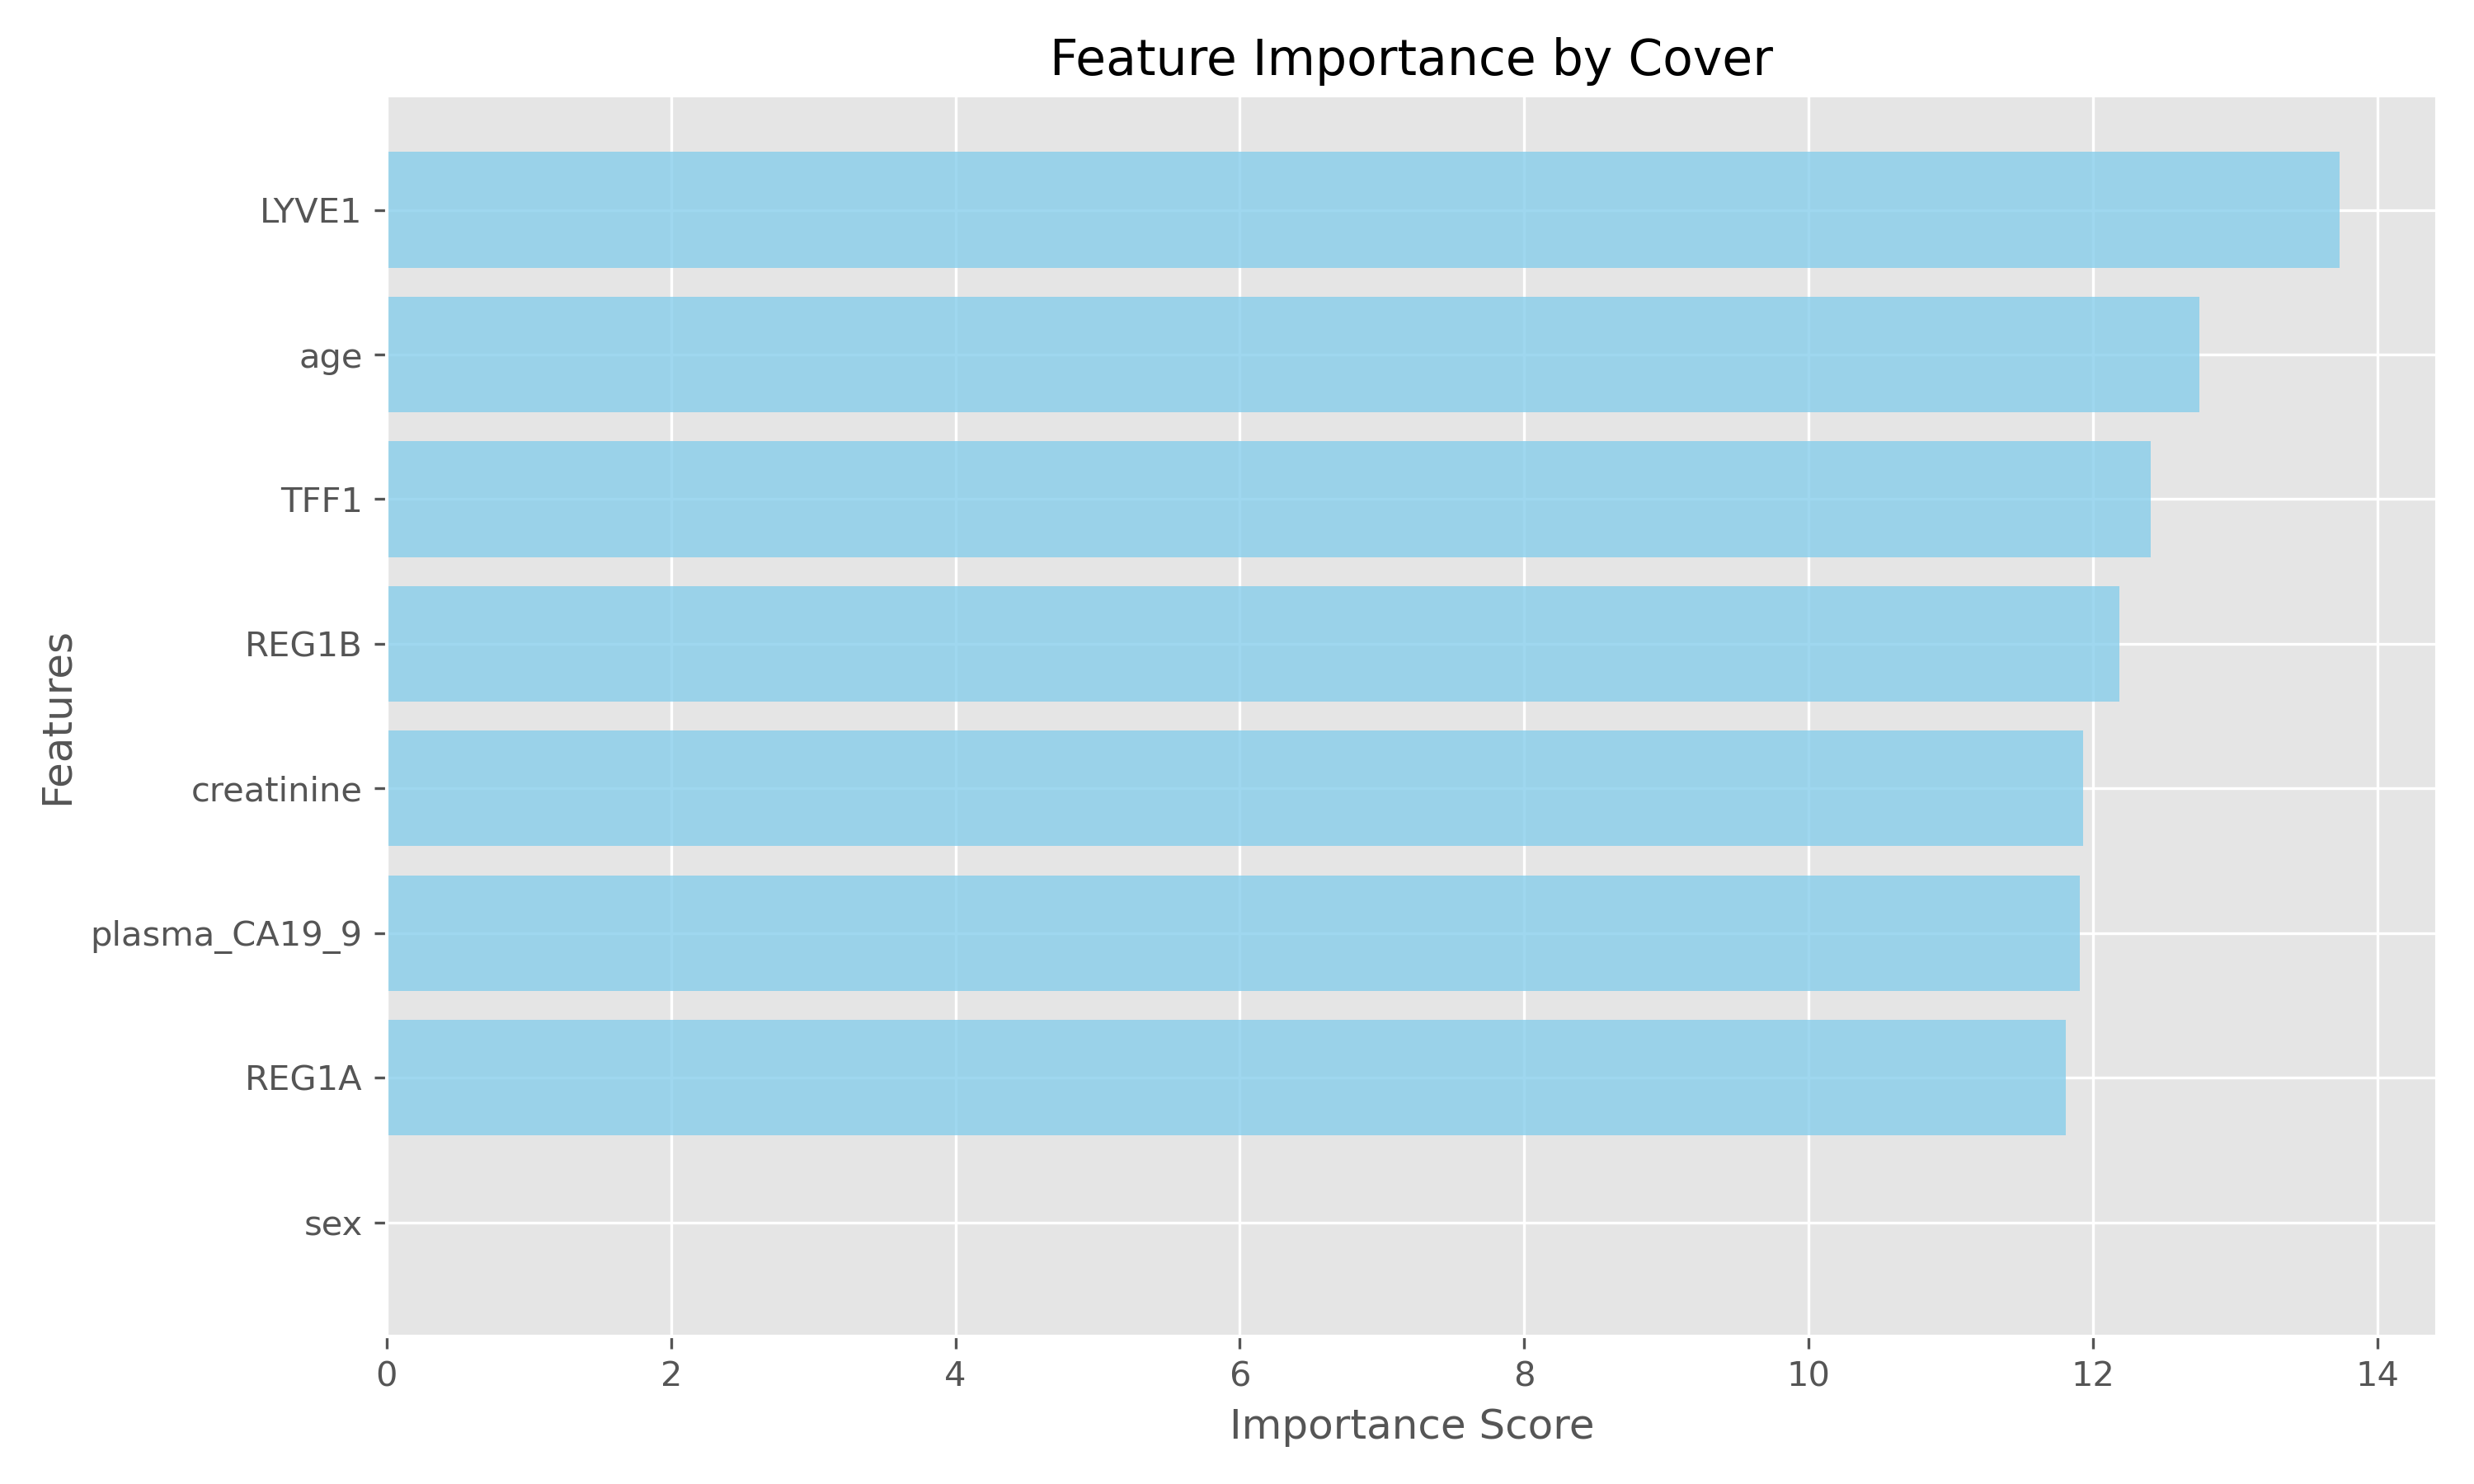 Feature Importance by Cover
LYVE1
age
TFF1
REG1B
creatinine
plasma_CA19_9
REG1A
sex
Features
0 2 4 6 8 10 12 14
Importance Score